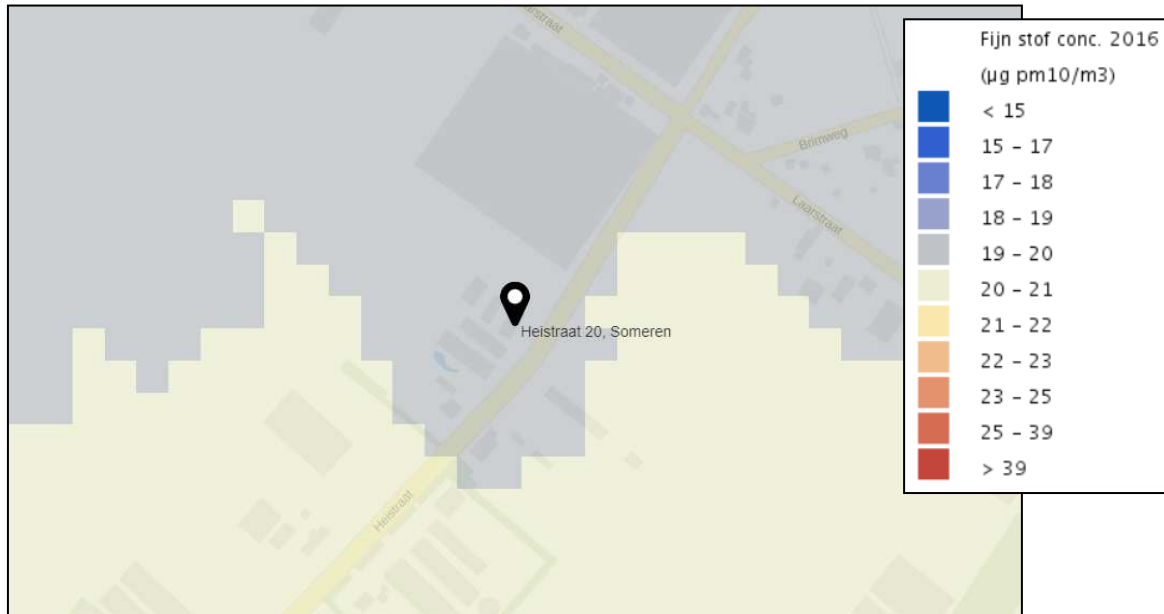 aarstraat
Brimweg
Laarstraat
Heistraat 20, Someren
Heistraat
Fijn stof conc. 2016
(µg pm10/m3)
< 15
15 - 17
17 - 18
18 - 19
19 - 20
20 - 21
21 - 22
22 - 23
23 - 25
25 - 39
> 39